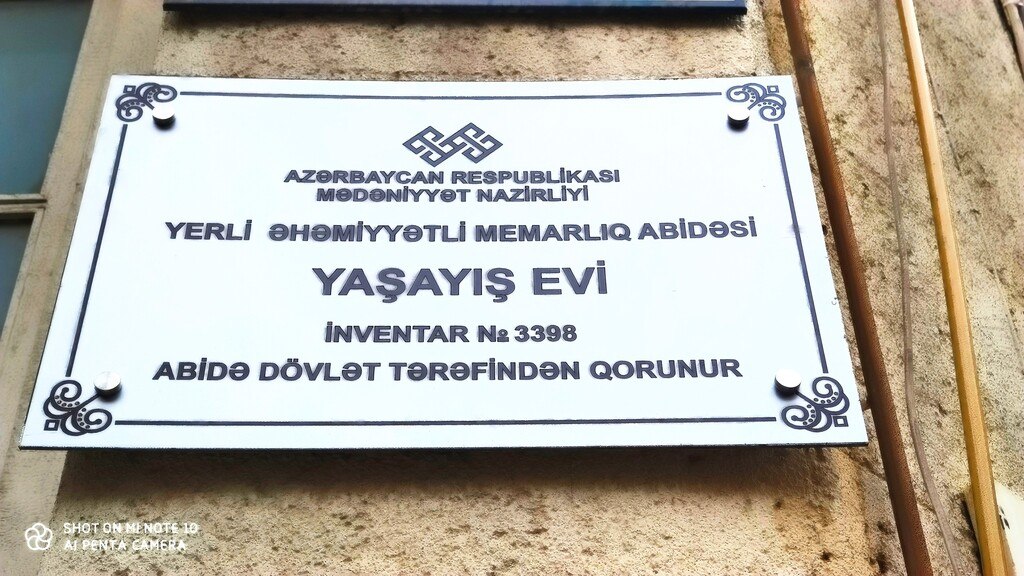 AZƏRBAYCAN RESPUBLİKASI
MƏDƏNİYYƏT NAZİRLİYİ
YERLİ ƏHƏMİYYƏTLİ MEMARLIQ ABİDƏSİ
YAŞAYIŞ EVİ
İNVENTAR № 3398
ABİDƏ DÖVLƏT TƏRƏFİNDƏN QORUNUR
SHOT ON MI NOTE 10
AI PENTA CAMERA